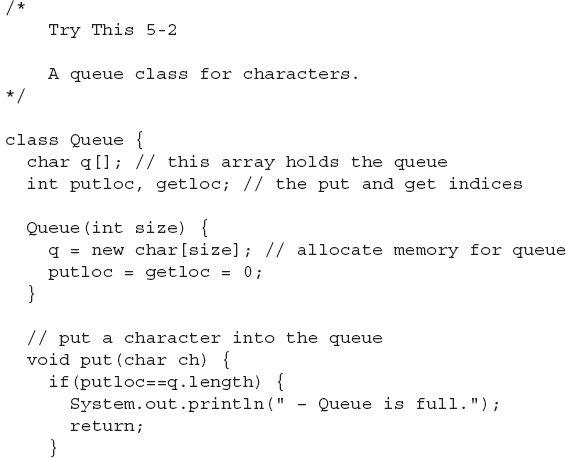 /*
    Try This 5-2

    A queue class for characters.
*/

class Queue {
  char q[]; // this array holds the queue
  int putloc, getloc; // the put and get indices

  Queue(int size) {
    q = new char[size]; // allocate memory for queue
    putloc = getloc = 0;
  }

  // put a character into the queue
  void put(char ch) {
    if(putloc==q.length) {
      System.out.println(" - Queue is full.");
      return;
    }